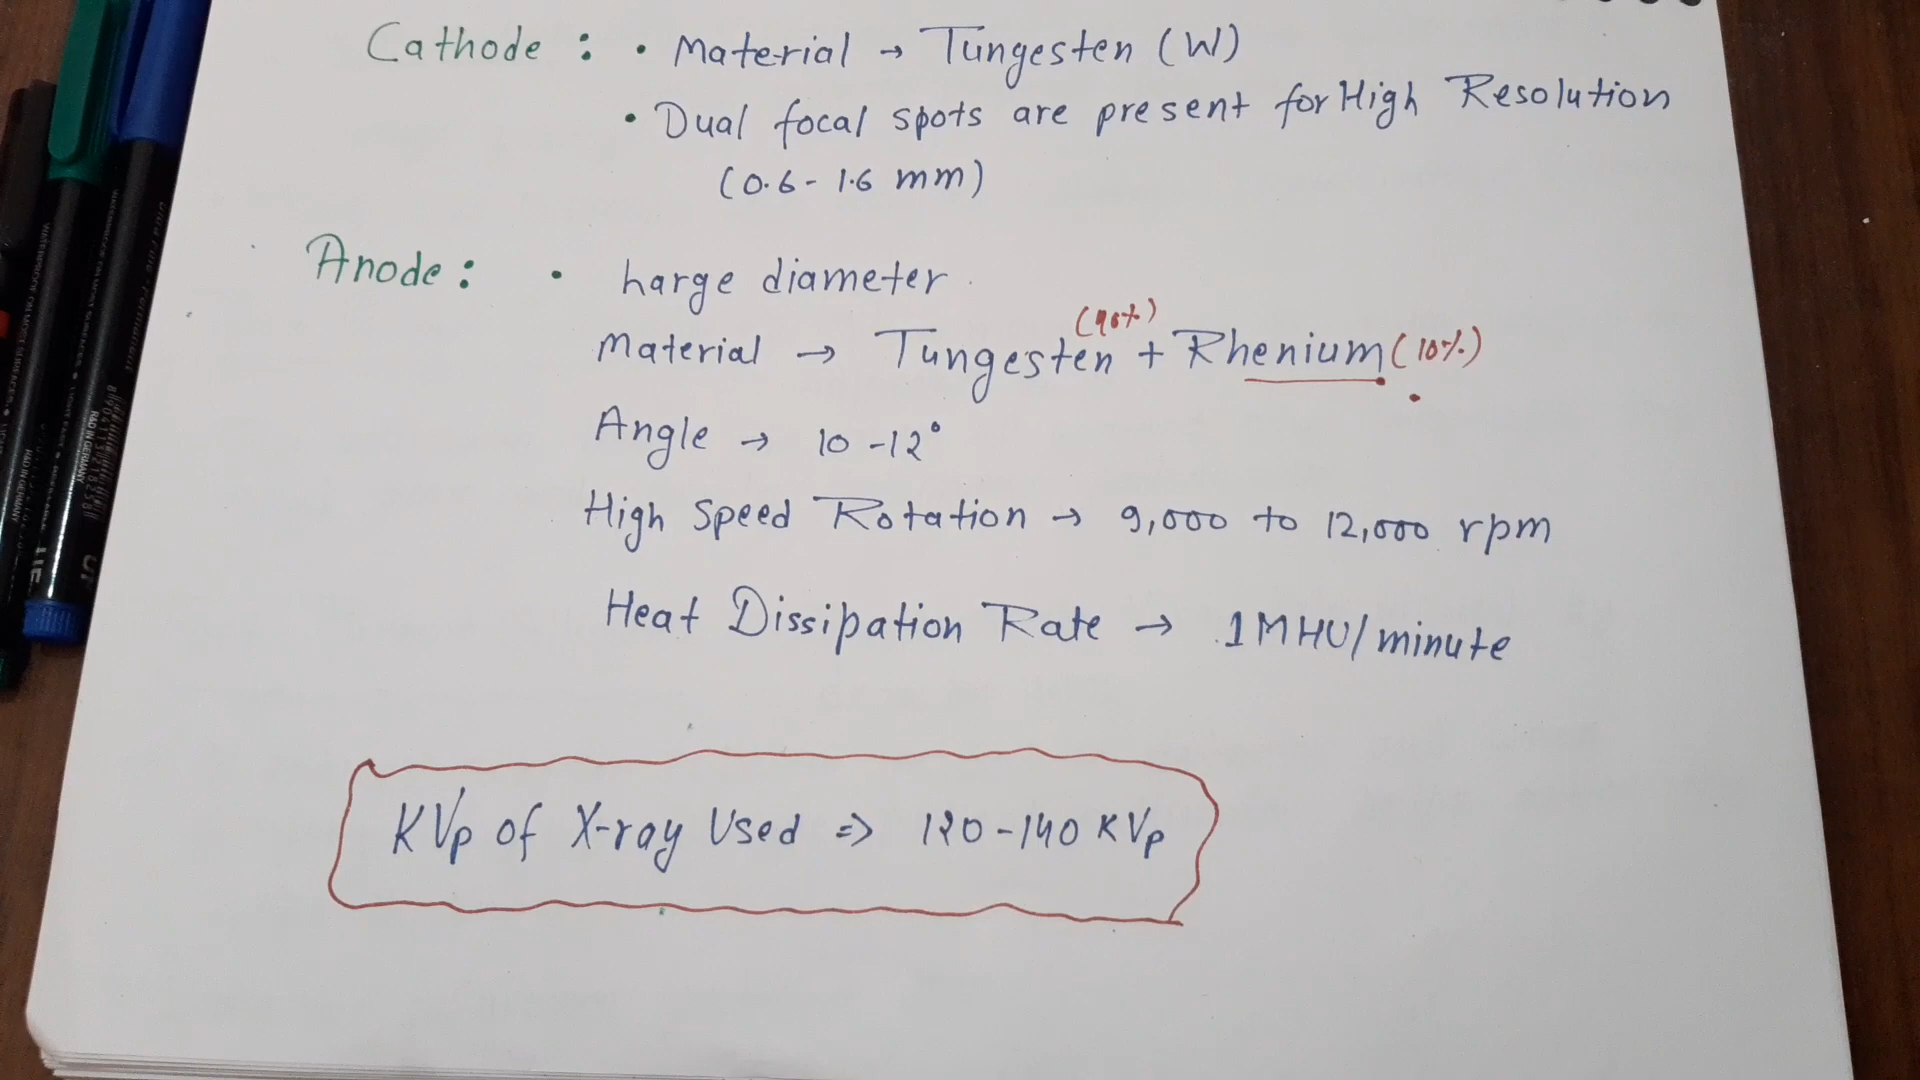 Cathode : • Material → Tungesten (W)
• Dual focal spots are present for High Resolution
(0.6 - 1.6 mm)
Anode : • Large diameter
Material → Tungesten (90%) + Rhenium (10%)
Angle → 10 - 12°
High Speed Rotation → 9,000 to 12,000 rpm
Heat Dissipation Rate → 1MHU/minute
KVp of X-ray Used ⇒ 120 - 140 KVp